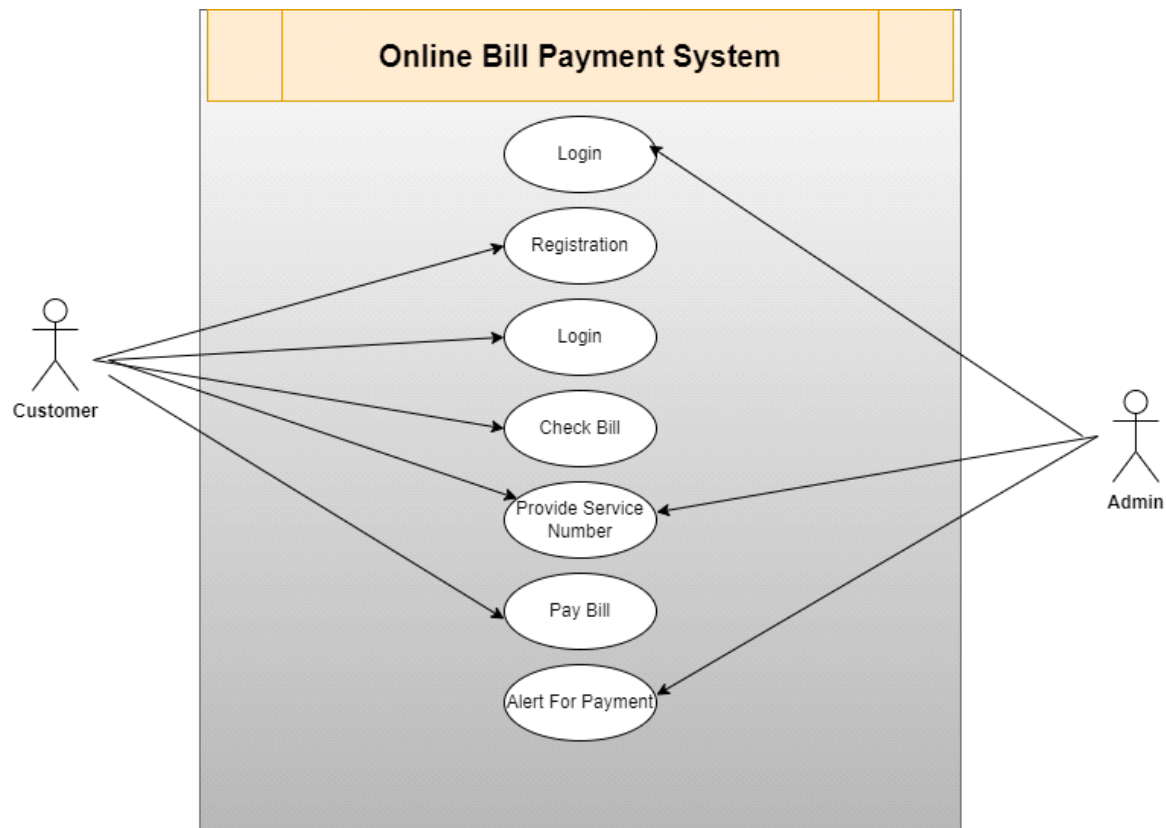 Online Bill Payment System
Login
Registration
Login
Customer
Check Bill
Provide Service
Number
Admin
Pay Bill
Alert For Payment